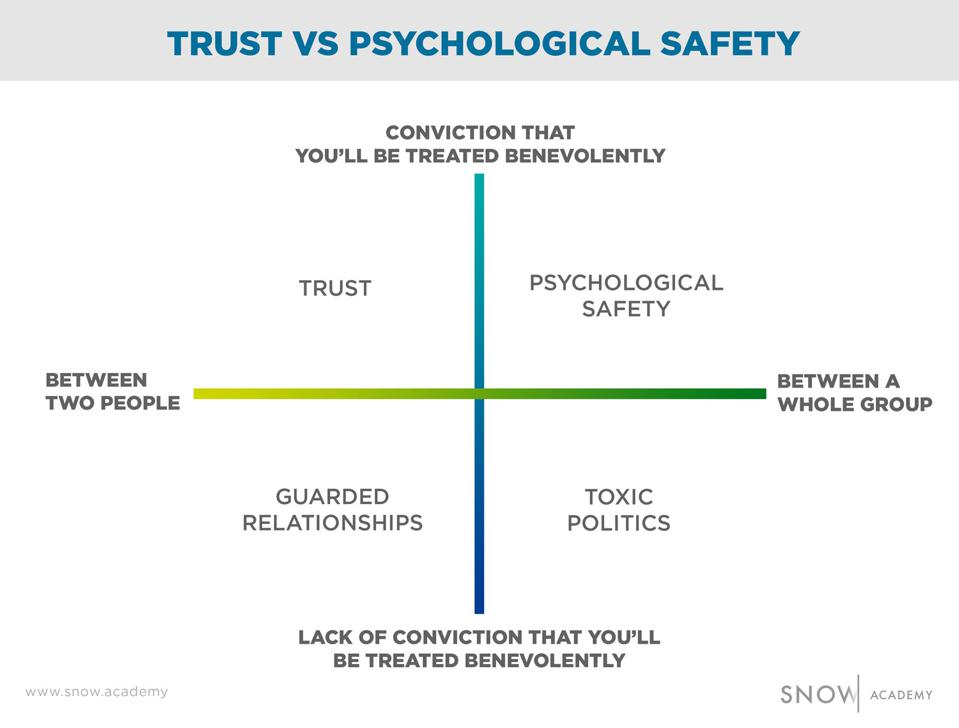 TRUST VS PSYCHOLOGICAL SAFETY
CONVICTION THAT
YOU'LL BE TREATED BENEVOLENTLY
TRUST
PSYCHOLOGICAL
SAFETY
BETWEEN
TWO PEOPLE
BETWEEN A
WHOLE GROUP
GUARDED
RELATIONSHIPS
TOXIC
POLITICS
LACK OF CONVICTION THAT YOU'LL
BE TREATED BENEVOLENTLY
www.snow.academy
SNOW ACADEMY